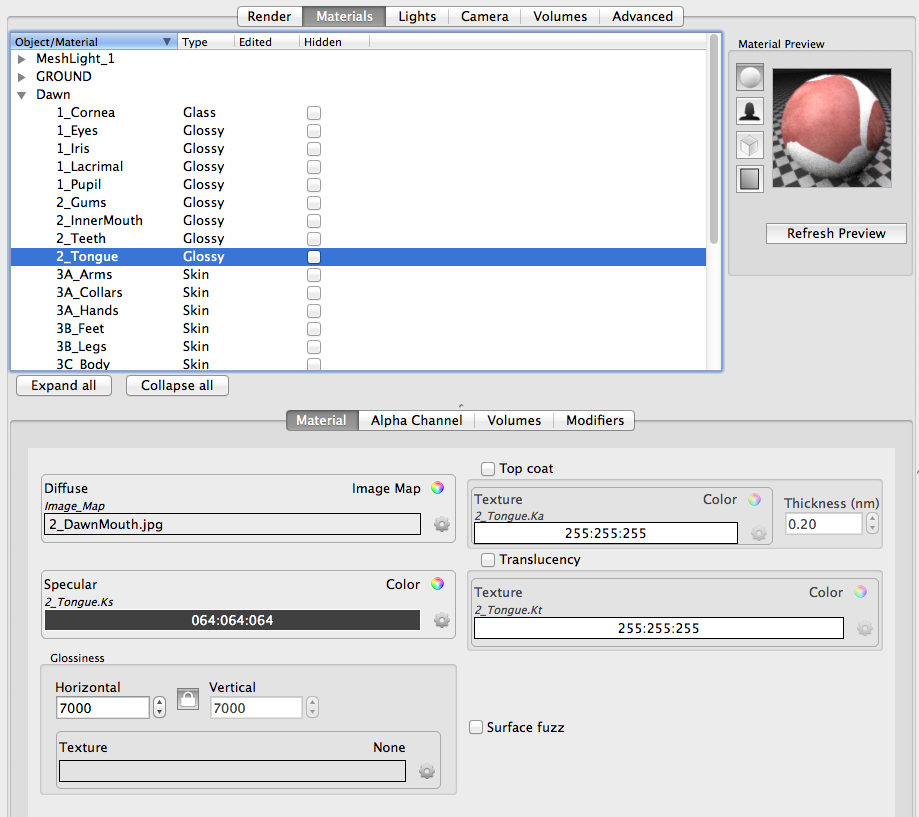 Render Materials Lights Camera Volumes Advanced
Object/Material Type Edited Hidden
MeshLight_1
GROUND
Dawn
1_Cornea Glass
1_Eyes Glossy
1_Iris Glossy
1_Lacrimal Glossy
1_Pupil Glossy
2_Gums Glossy
2_InnerMouth Glossy
2_Teeth Glossy
2_Tongue Glossy
3A_Arms Skin
3A_Collars Skin
3A_Hands Skin
3B_Feet Skin
3B_Legs Skin
3C_Body Skin
Material Preview
Refresh Preview
Expand all Collapse all
Material Alpha Channel Volumes Modifiers
Diffuse Image Map
Image_Map
2_DawnMouth.jpg
Specular Color
2_Tongue.Ks
064:064:064
Glossiness
Horizontal Vertical
7000 7000
Texture None
Top coat
Texture Color
2_Tongue.Ka
255:255:255
Thickness (nm)
0.20
Translucency
Texture Color
2_Tongue.Kt
255:255:255
Surface fuzz